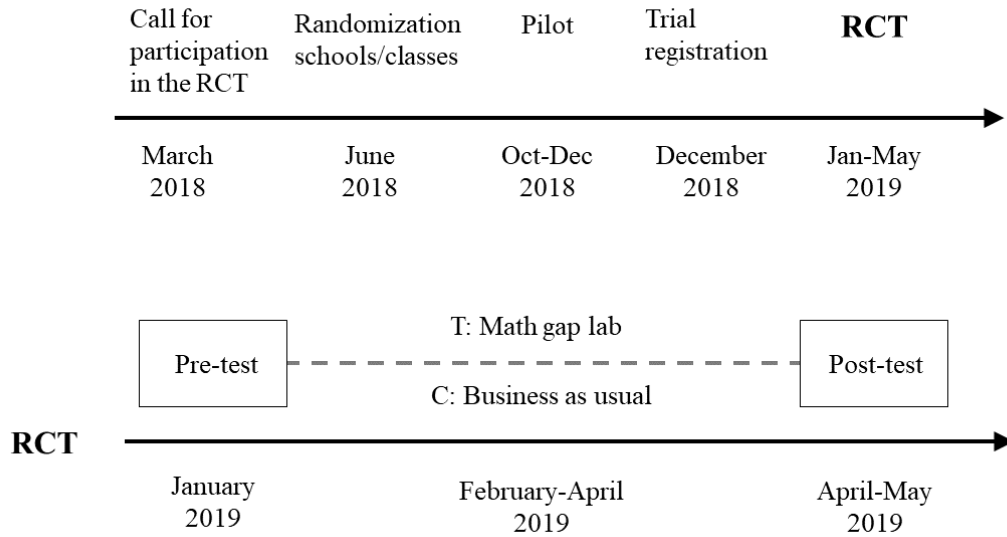 Call for
participation
in the RCT
Randomization
schools/classes
Pilot
Trial
registration
RCT
March
2018
June
2018
Oct-Dec
2018
December
2018
Jan-May
2019
T: Math gap lab
Pre-test
Post-test
C: Business as usual
RCT
January
2019
February-April
2019
April-May
2019